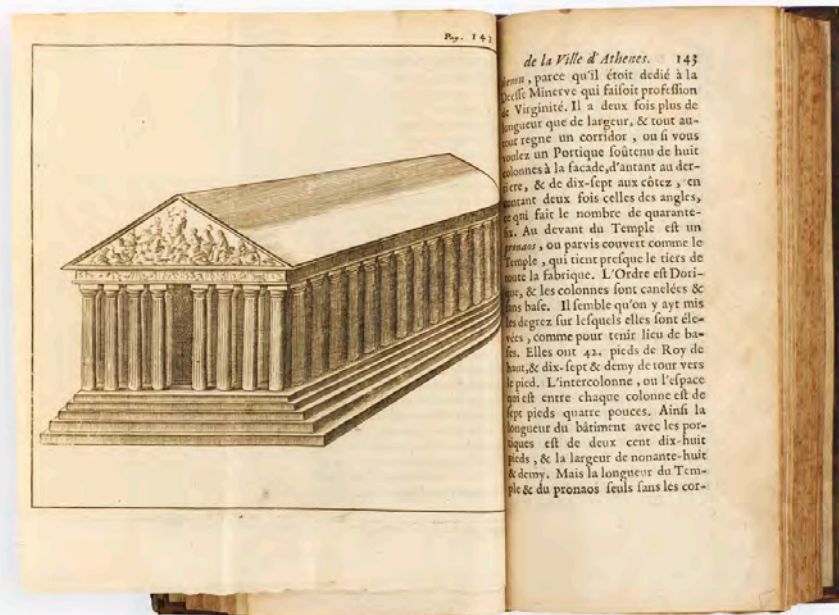 Pag. 143
de la Ville d'Athenes. 143
thenon, parce qu'il étoit dedié à la
Deeſſe Minerve qui faiſoit profeſſion
de Virginité. Il a deux fois plus de
longueur que de largeur, & tout au-
tour regne un corridor, ou ſi vous
voulez un Portique ſoûtenu de huit
colonnes à la facade, d'autant au der-
riere, & de dix-ſept aux côtez, en
contant deux fois celles des angles,
ce qui fait le nombre de quarante-
ſix. Au devant du Temple eſt un
pronaos, ou parvis couvert comme le
Temple, qui tient preſque le tiers de
toute la fabrique. L'Ordre eſt Dori-
que, & les colonnes ſont canelées &
ſans baſe. Il ſemble qu'on y ayt mis
les degrez ſur leſquels elles ſont éle-
vées, comme pour tenir lieu de ba-
ſes. Elles ont 42. pieds de Roy de
haut, & dix-ſept & demy de tour vers
le pied. L'intercolonne, ou l'eſpace
qui eſt entre chaque colonne eſt de
ſept pieds quatre pouces. Ainſi la
longueur du bâtiment avec les por-
tiques eſt de deux cent dix-huit
pieds, & la largeur de nonante-huit
& demy. Mais la longueur du Tem-
ple & du pronaos ſeuls ſans les cor-